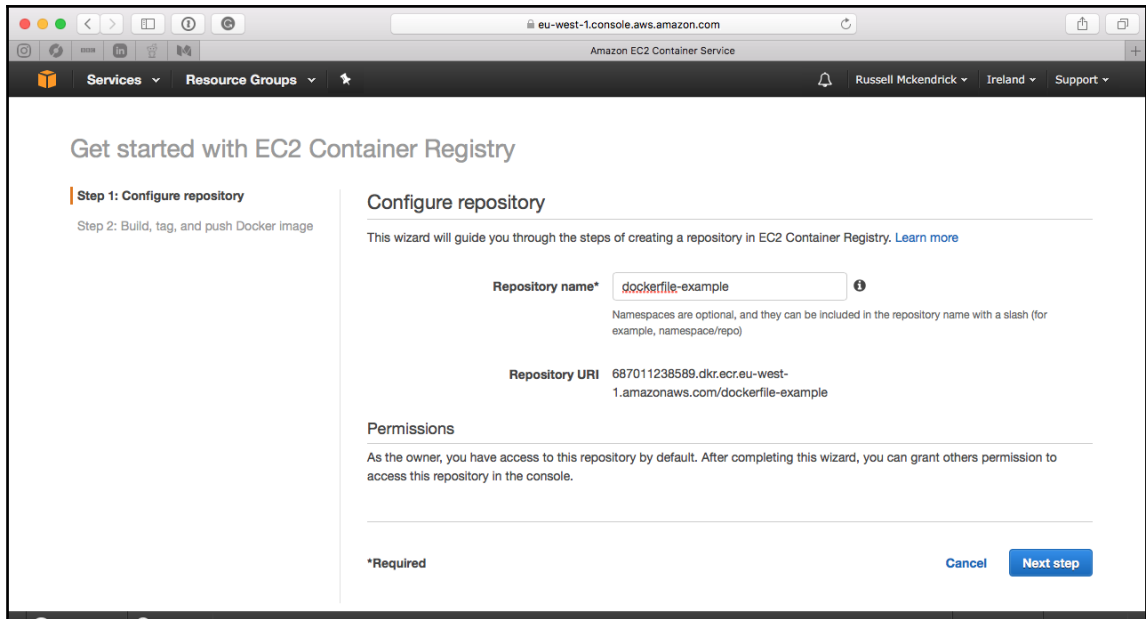 eu-west-1.console.aws.amazon.com
Amazon EC2 Container Service
Services Resource Groups Russell Mckendrick Ireland Support
Get started with EC2 Container Registry
Step 1: Configure repository
Step 2: Build, tag, and push Docker image
Configure repository
This wizard will guide you through the steps of creating a repository in EC2 Container Registry. Learn more
Repository name* dockerfile-example
Namespaces are optional, and they can be included in the repository name with a slash (for
example, namespace/repo)
Repository URI 687011238589.dkr.ecr.eu-west-
1.amazonaws.com/dockerfile-example
Permissions
As the owner, you have access to this repository by default. After completing this wizard, you can grant others permission to
access this repository in the console.
*Required Cancel Next step